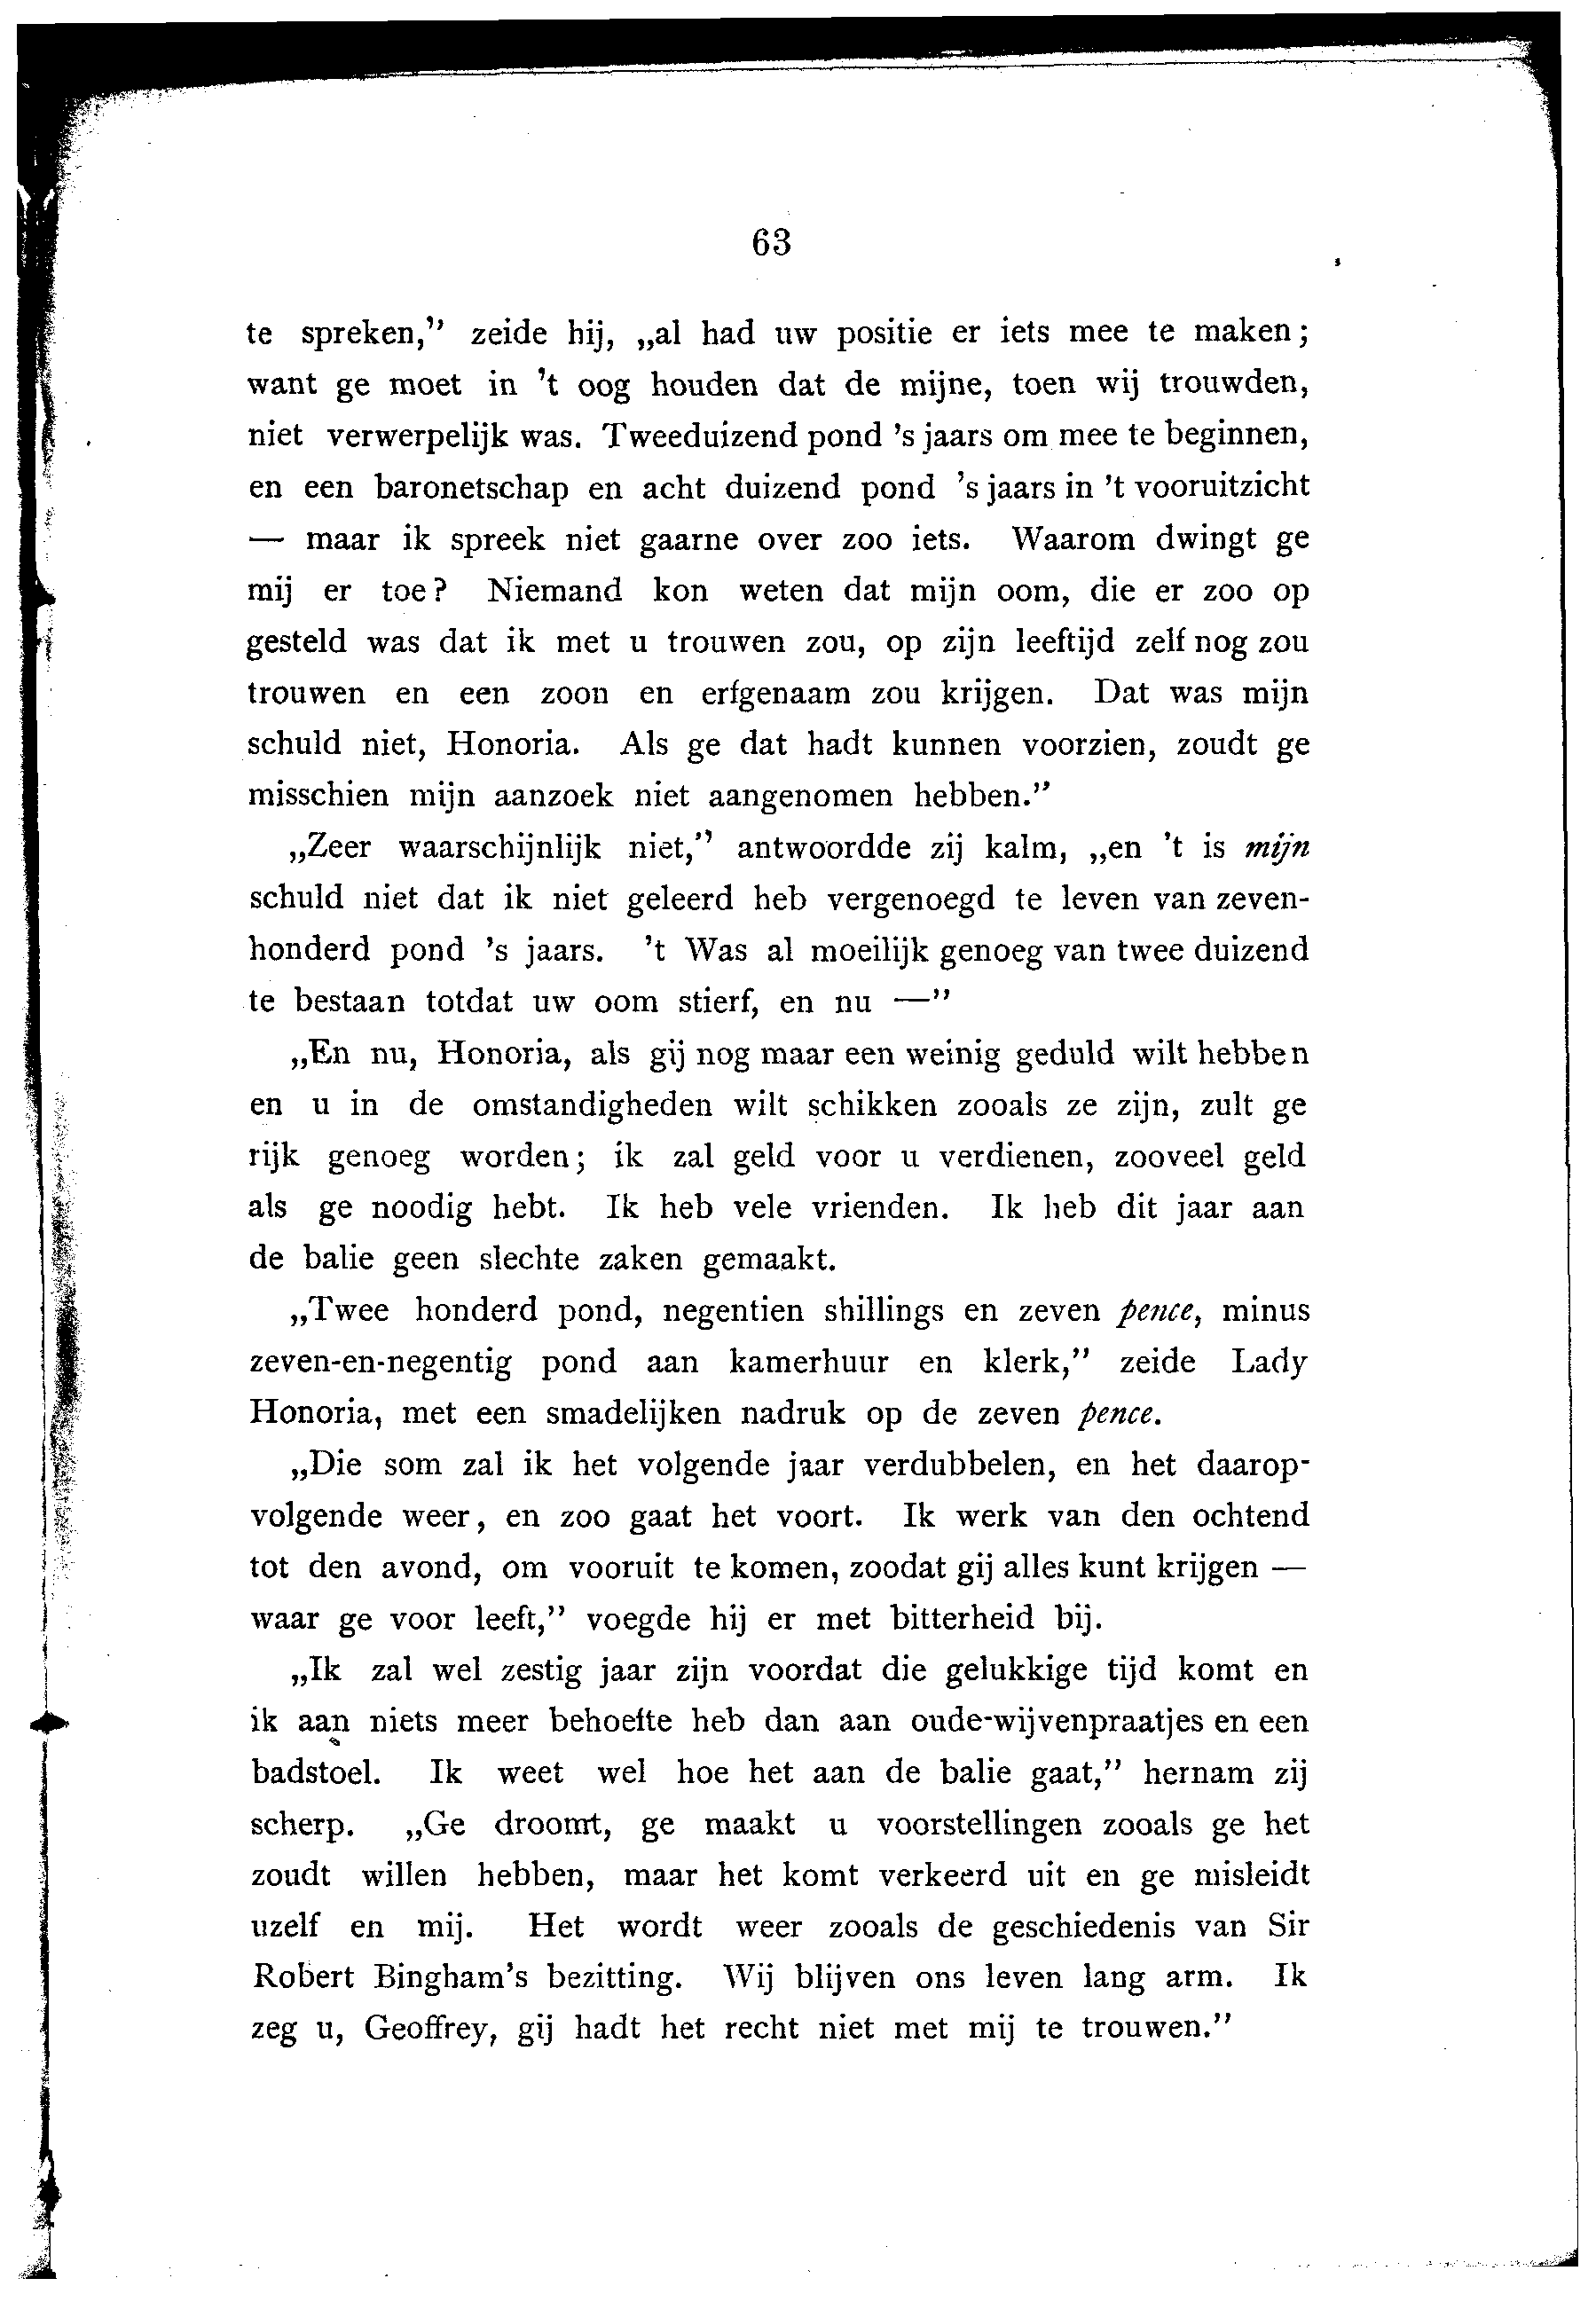 63
te spreken,” zeide hij, „al had uw positie er iets mee te maken;
want ge moet in 't oog houden dat de mijne, toen wij trouwden,
niet verwerpelijk was. Tweeduizend pond 's jaars om mee te beginnen,
en een baronetschap en acht duizend pond 's jaars in 't vooruitzicht
— maar ik spreek niet gaarne over zoo iets. Waarom dwingt ge
mij er toe? Niemand kon weten dat mijn oom, die er zoo op
gesteld was dat ik met u trouwen zou, op zijn leeftijd zelf nog zou
trouwen en een zoon en erfgenaam zou krijgen. Dat was mijn
schuld niet, Honoria. Als ge dat hadt kunnen voorzien, zoudt ge
misschien mijn aanzoek niet aangenomen hebben.”
„Zeer waarschijnlijk niet,” antwoordde zij kalm, „en 't is mijn
schuld niet dat ik niet geleerd heb vergenoegd te leven van zeven-
honderd pond 's jaars. 't Was al moeilijk genoeg van twee duizend
te bestaan totdat uw oom stierf, en nu —”
„En nu, Honoria, als gij nog maar een weinig geduld wilt hebben
en u in de omstandigheden wilt schikken zooals ze zijn, zult ge
rijk genoeg worden; ik zal geld voor u verdienen, zooveel geld
als ge noodig hebt. Ik heb vele vrienden. Ik heb dit jaar aan
de balie geen slechte zaken gemaakt.
„Twee honderd pond, negentien shillings en zeven pence, minus
zeven-en-negentig pond aan kamerhuur en klerk,” zeide Lady
Honoria, met een smadelijken nadruk op de zeven pence.
„Die som zal ik het volgende jaar verdubbelen, en het daarop-
volgende weer, en zoo gaat het voort. Ik werk van den ochtend
tot den avond, om vooruit te komen, zoodat gij alles kunt krijgen —
waar ge voor leeft,” voegde hij er met bitterheid bij.
„Ik zal wel zestig jaar zijn voordat die gelukkige tijd komt en
ik aan niets meer behoefte heb dan aan oude-wijvenpraatjes en een
badstoel. Ik weet wel hoe het aan de balie gaat,” hernam zij
scherp. „Ge droomt, ge maakt u voorstellingen zooals ge het
zoudt willen hebben, maar het komt verkeerd uit en ge misleidt
uzelf en mij. Het wordt weer zooals de geschiedenis van Sir
Robert Bingham's bezitting. Wij blijven ons leven lang arm. Ik
zeg u, Geoffrey, gij hadt het recht niet met mij te trouwen.”